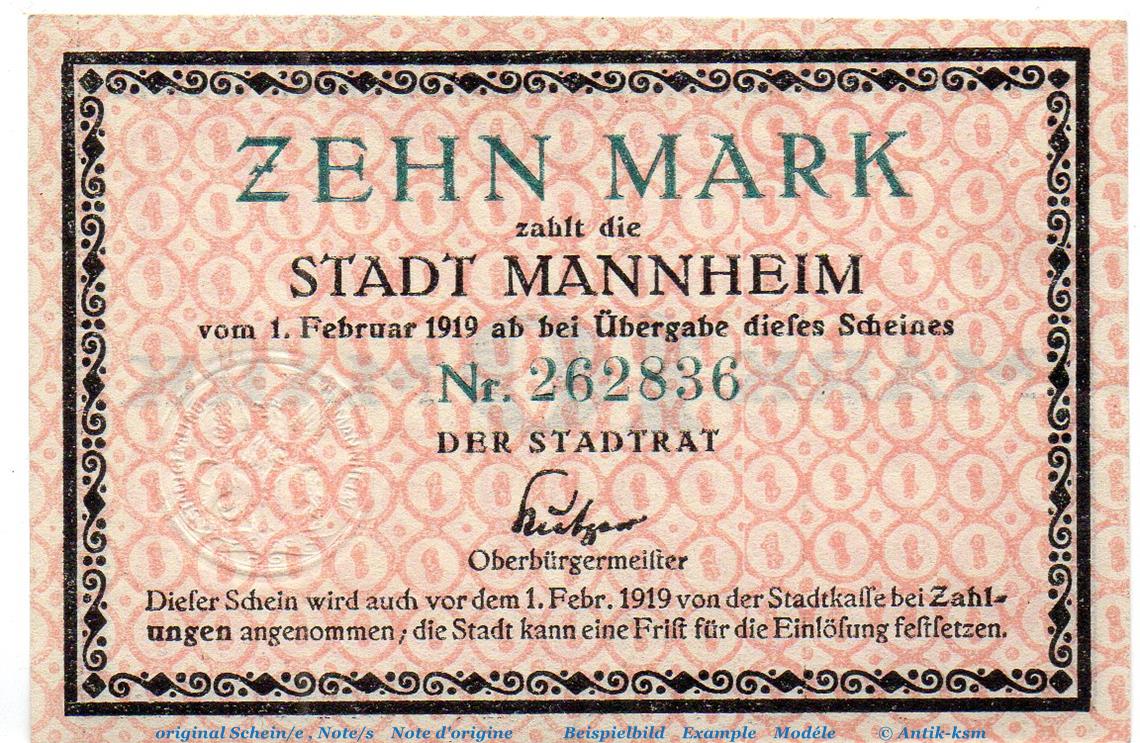 ZEHN MARK
zahlt die
STADT MANNHEIM
vom 1. Februar 1919 ab bei Übergabe dieſes Scheines
Nr. 262836
DER STADTRAT
Kutzer
Oberbürgermeiſter
Dieſer Schein wird auch vor dem 1. Febr. 1919 von der Stadtkaſſe bei Zahl-
ungen angenommen; die Stadt kann eine Friſt für die Einlöſung feſtſetzen.
original Schein/e , Note/s Note d'origine Beispielbild Example Modéle © Antik-ksm